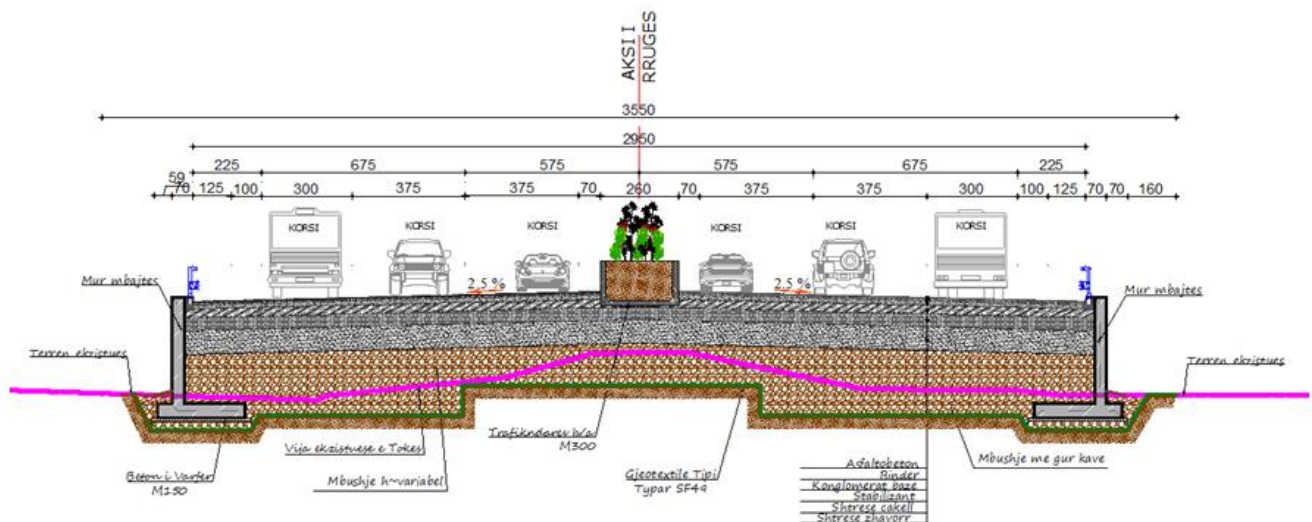 AKSI I
RRUGES
3550
2950
225 675 575 575 675 225
59
70 125 100 300 375 375 70 260 70 375 375 300 100 125 70 70 160
KORSI KORSI KORSI KORSI KORSI KORSI
2.5 % 2.5 %
Mur mbajtes
Mur mbajtes
Terren ekzistues
Terren ekzistues
Vija ekzistuese e Tokes
Trafikndares b/a
M300
Beton i Varfer
M150
Mbushje h~variabel
Gjeotextile Tipi
Typar SF49
Mbushje me gur kave
Asfaltobeton
Binder
Konglomerat baze
Stabilizant
Shtrese cakell
Shtrese zhavorr